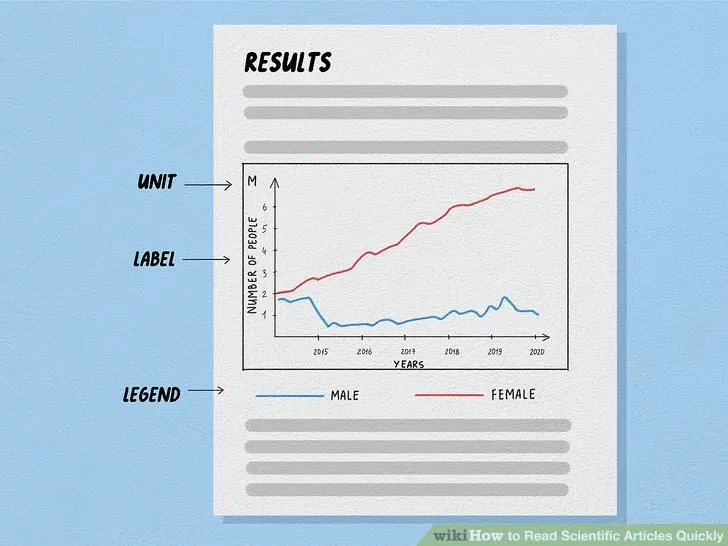 RESULTS
UNIT
M
6
5
4
3
2
1
LABEL
NUMBER OF PEOPLE
2015 2016 2017 2018 2019 2020
YEARS
LEGEND
MALE
FEMALE
wikiHow to Read Scientific Articles Quickly